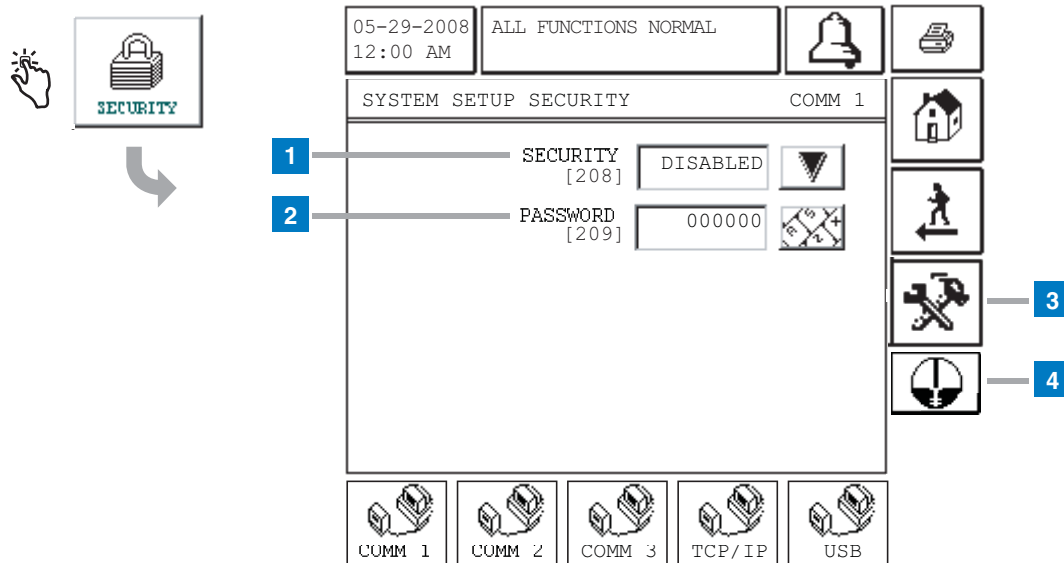 SECURITY
05-29-2008
12:00 AM
ALL FUNCTIONS NORMAL
SYSTEM SETUP SECURITY COMM 1
1
SECURITY
[208]
DISABLED
2
PASSWORD
[209]
000000
3
4
COMM 1
COMM 2
COMM 3
TCP/IP
USB